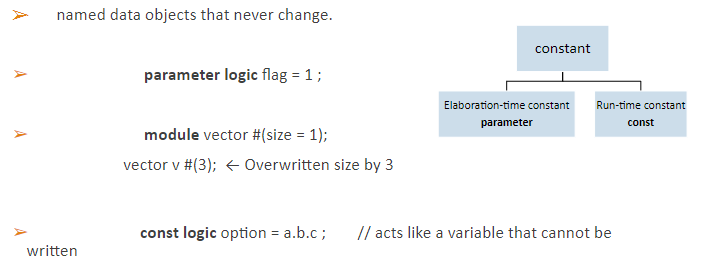 ➢ named data objects that never change.
➢ parameter logic flag = 1 ;
➢ module vector #(size = 1);
vector v #(3); ← Overwritten size by 3
➢ const logic option = a.b.c ; // acts like a variable that cannot be
written
constant
Elaboration-time constant
parameter
Run-time constant
const